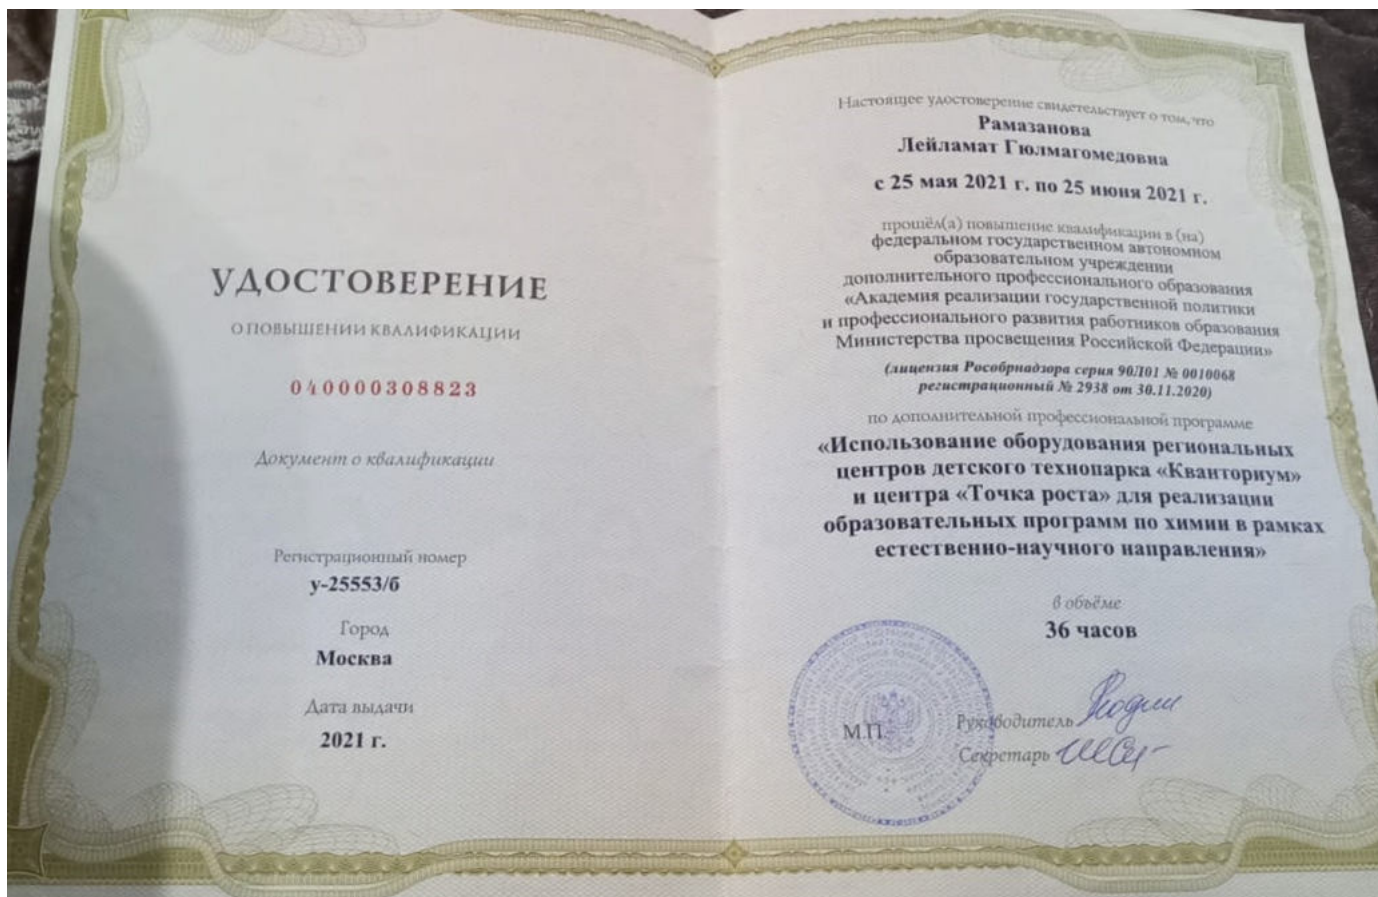 УДОСТОВЕРЕНИЕ
О ПОВЫШЕНИИ КВАЛИФИКАЦИИ
040000308823
Документ о квалификации
Регистрационный номер
у-25553/б
Город
Москва
Дата выдачи
2021 г.
Настоящее удостоверение свидетельствует о том, что
Рамазанова
Лейламат Гюлмагомедовна
с 25 мая 2021 г. по 25 июня 2021 г.
прошёл(а) повышение квалификации в (на)
федеральном государственном автономном
образовательном учреждении
дополнительного профессионального образования
«Академия реализации государственной политики
и профессионального развития работников образования
Министерства просвещения Российской Федерации»
(лицензия Рособрнадзора серия 90Л01 № 0010068
регистрационный № 2938 от 30.11.2020)
по дополнительной профессиональной программе
«Использование оборудования региональных
центров детского технопарка «Кванториум»
и центра «Точка роста» для реализации
образовательных программ по химии в рамках
естественно-научного направления»
в объёме
36 часов
М.П.
Руководитель
Секретарь